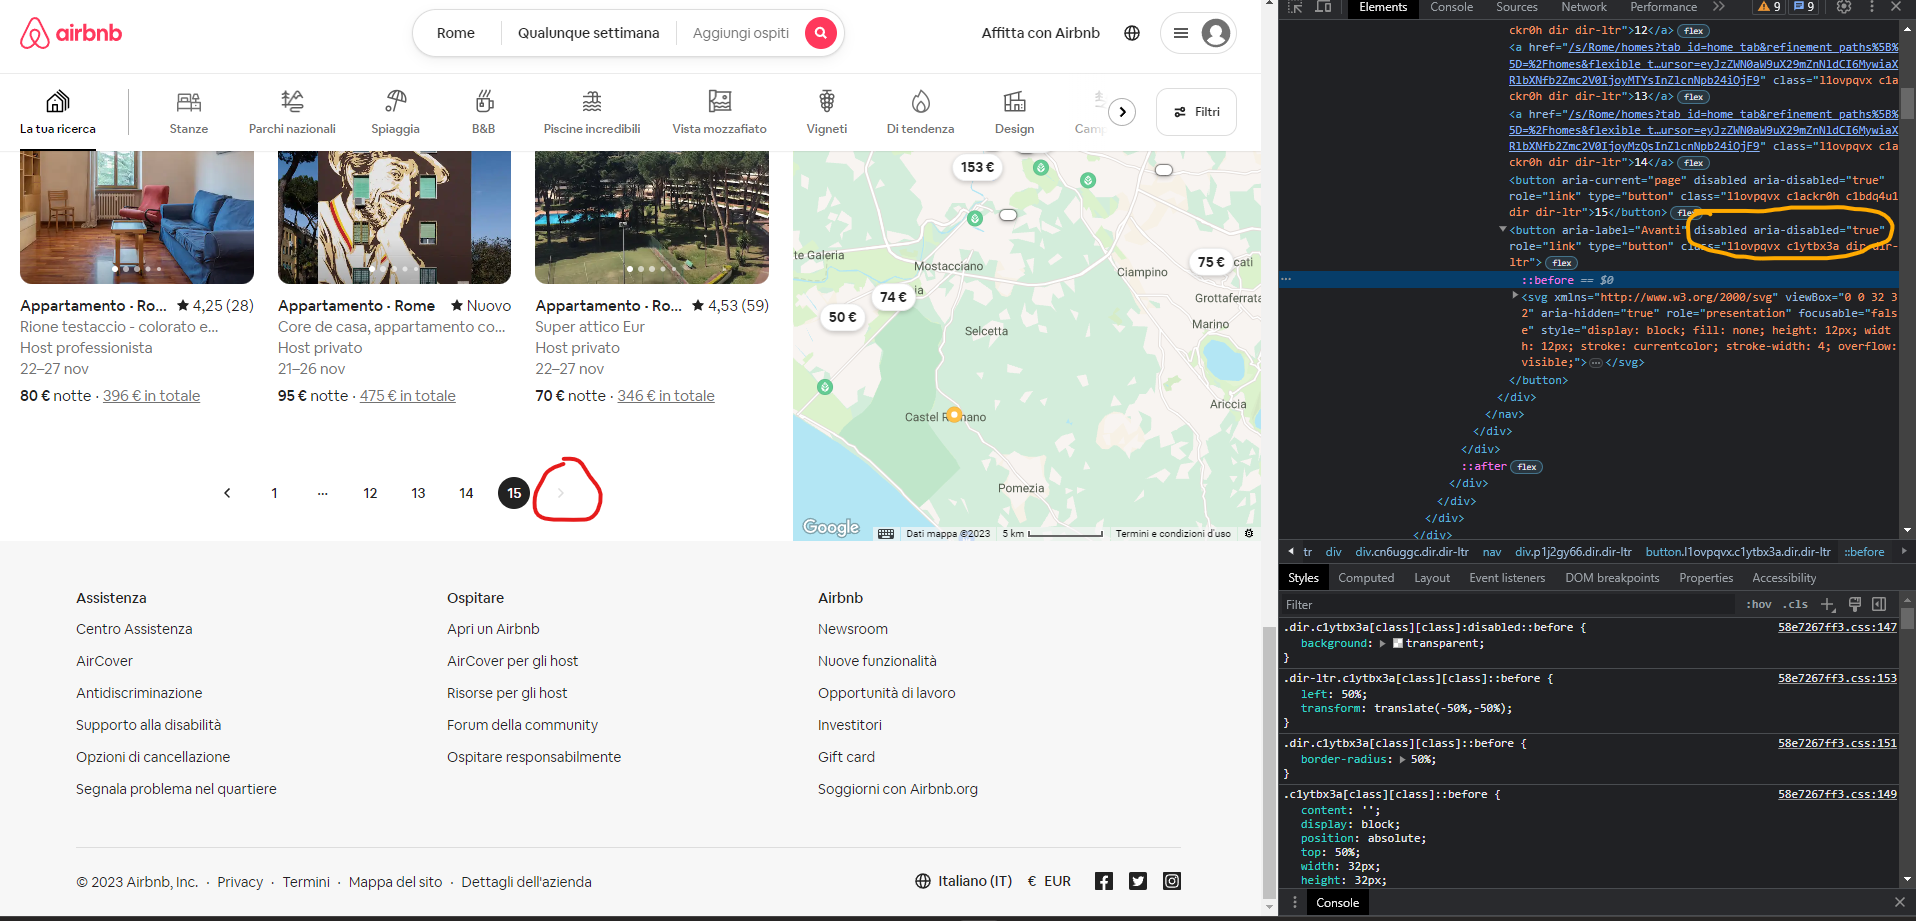 airbnb
Rome
Qualunque settimana
Aggiungi ospiti
Affitta con Airbnb
La tua ricerca
Stanze
Parchi nazionali
Spiaggia
B&B
Piscine incredibili
Vista mozzafiato
Vigneti
Di tendenza
Design
Camp
Filtri
Appartamento · Ro... 4,25 (28)
Rione testaccio - colorato e...
Host professionista
22–27 nov
80 € notte · 396 € in totale
Appartamento · Rome Nuovo
Core de casa, appartamento co...
Host privato
21–26 nov
95 € notte · 475 € in totale
Appartamento · Ro... 4,53 (59)
Super attico Eur
Host privato
22–27 nov
70 € notte · 346 € in totale
1 ... 12 13 14 15
153 €
te Galeria
Mostacciano
Ciampino
75 €
cati
74 €
ia
Grottaferrata
50 €
Selcetta
Marino
Castel Romano
Ariccia
Pomezia
Google
Dati mappa ©2023
5 km
Termini e condizioni d'uso
Assistenza
Centro Assistenza
AirCover
Antidiscriminazione
Supporto alla disabilità
Opzioni di cancellazione
Segnala problema nel quartiere
Ospitare
Apri un Airbnb
AirCover per gli host
Risorse per gli host
Forum della community
Ospitare responsabilmente
Airbnb
Newsroom
Nuove funzionalità
Opportunità di lavoro
Investitori
Gift card
Soggiorni con Airbnb.org
© 2023 Airbnb, Inc. · Privacy · Termini · Mappa del sito · Dettagli dell'azienda
Italiano (IT) € EUR
Elements Console Sources Network Performance 9 9
ckr0h dir dir-ltr">12</a> flex
<a href="/s/Rome/homes?tab_id=home_tab&refinement_paths%5B%
5D=%2Fhomes&flexible_t…ursor=eyJzZWN0aW9uX29mZnNldCI6MywiaX
RlbXNfb2Zmc2V0IjoyMTYsInZlcnNpb24iOjF9" class="l1ovpqvx c1a
ckr0h dir dir-ltr">13</a> flex
<a href="/s/Rome/homes?tab_id=home_tab&refinement_paths%5B%
5D=%2Fhomes&flexible_t…ursor=eyJzZWN0aW9uX29mZnNldCI6MywiaX
RlbXNfb2Zmc2V0IjoyMzQsInZlcnNpb24iOjF9" class="l1ovpqvx c1a
ckr0h dir dir-ltr">14</a> flex
<button aria-current="page" disabled aria-disabled="true"
role="link" type="button" class="l1ovpqvx c1ackr0h c1bdq4u1
dir dir-ltr">15</button> flex
<button aria-label="Avanti" disabled aria-disabled="true"
role="link" type="button" class="l1ovpqvx c1ytbx3a dir dir-
ltr"> flex
::before == $0
<svg xmlns="http://www.w3.org/2000/svg" viewBox="0 0 32 3
2" aria-hidden="true" role="presentation" focusable="fals
e" style="display: block; fill: none; height: 12px; widt
h: 12px; stroke: currentcolor; stroke-width: 4; overflow:
visible;">…</svg>
</button>
</div>
</nav>
</div>
</div>
::after flex
</div>
</div>
</div>
</div>
tr div div.cn6uggc.dir.dir-ltr nav div.p1j2gy66.dir.dir-ltr button.l1ovpqvx.c1ytbx3a.dir.dir-ltr ::before
Styles Computed Layout Event listeners DOM breakpoints Properties Accessibility
Filter :hov .cls
.dir.c1ytbx3a[class][class]:disabled::before { 58e7267ff3.css:147
background: transparent;
}
.dir-ltr.c1ytbx3a[class][class]::before { 58e7267ff3.css:153
left: 50%;
transform: translate(-50%,-50%);
}
.dir.c1ytbx3a[class][class]::before { 58e7267ff3.css:151
border-radius: 50%;
}
.c1ytbx3a[class][class]::before { 58e7267ff3.css:149
content: '';
display: block;
position: absolute;
top: 50%;
width: 32px;
height: 32px;
Console